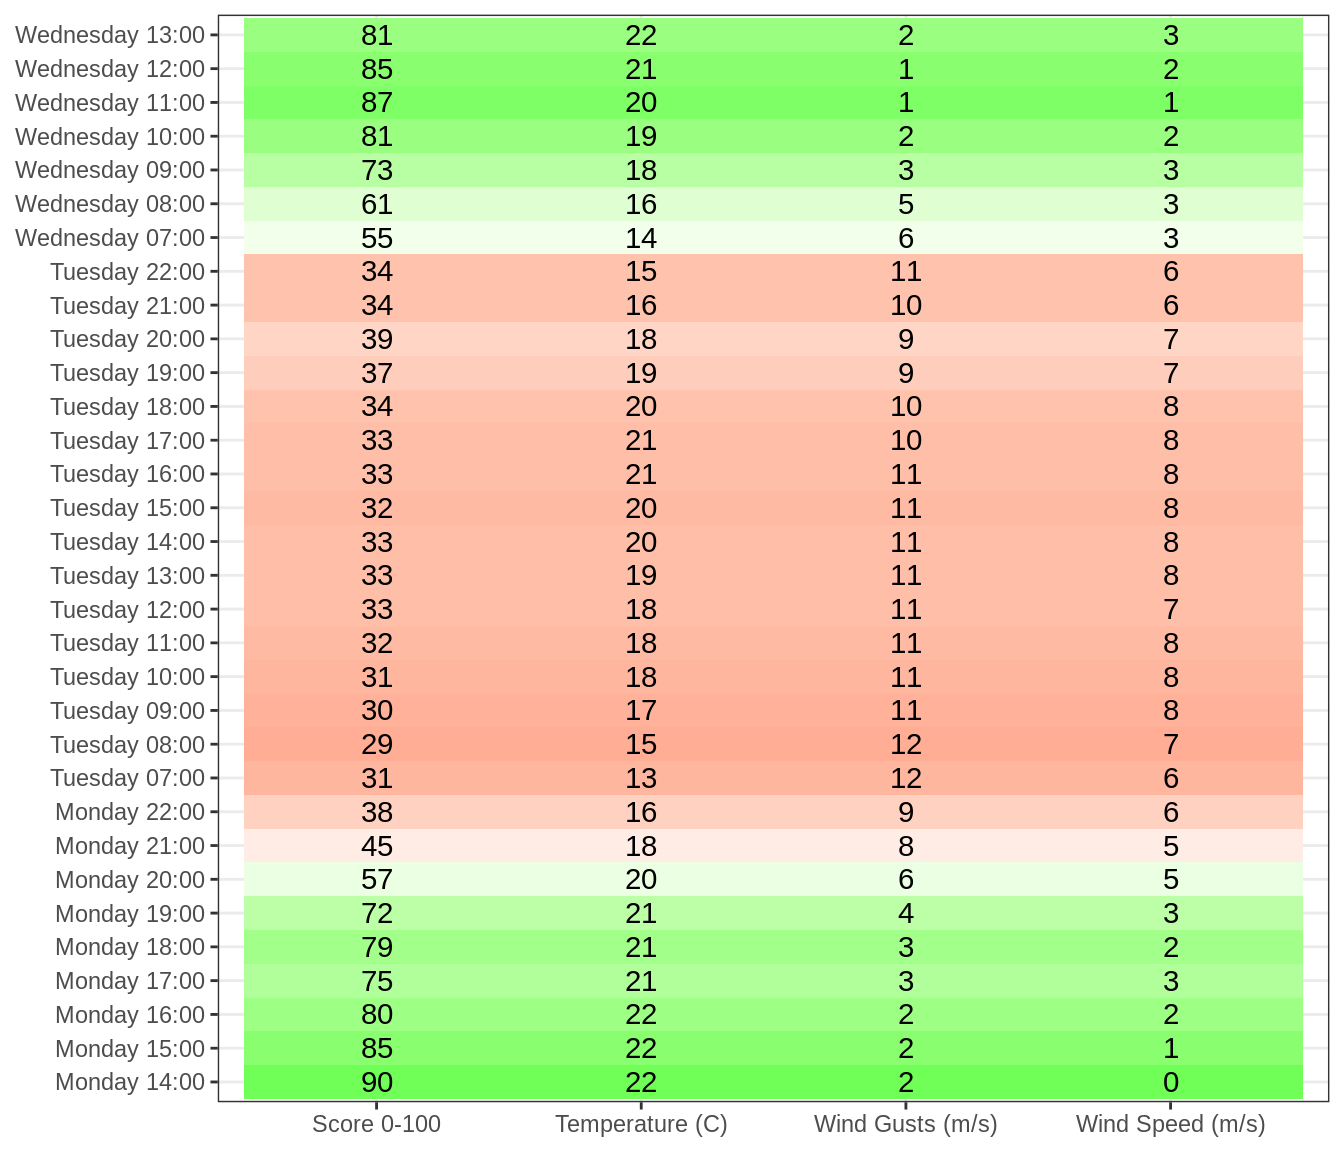 Wednesday 13:00 81 22 2 3
Wednesday 12:00 85 21 1 2
Wednesday 11:00 87 20 1 1
Wednesday 10:00 81 19 2 2
Wednesday 09:00 73 18 3 3
Wednesday 08:00 61 16 5 3
Wednesday 07:00 55 14 6 3
Tuesday 22:00 34 15 11 6
Tuesday 21:00 34 16 10 6
Tuesday 20:00 39 18 9 7
Tuesday 19:00 37 19 9 7
Tuesday 18:00 34 20 10 8
Tuesday 17:00 33 21 10 8
Tuesday 16:00 33 21 11 8
Tuesday 15:00 32 20 11 8
Tuesday 14:00 33 20 11 8
Tuesday 13:00 33 19 11 8
Tuesday 12:00 33 18 11 7
Tuesday 11:00 32 18 11 8
Tuesday 10:00 31 18 11 8
Tuesday 09:00 30 17 11 8
Tuesday 08:00 29 15 12 7
Tuesday 07:00 31 13 12 6
Monday 22:00 38 16 9 6
Monday 21:00 45 18 8 5
Monday 20:00 57 20 6 5
Monday 19:00 72 21 4 3
Monday 18:00 79 21 3 2
Monday 17:00 75 21 3 3
Monday 16:00 80 22 2 2
Monday 15:00 85 22 2 1
Monday 14:00 90 22 2 0
Score 0-100 Temperature (C) Wind Gusts (m/s) Wind Speed (m/s)